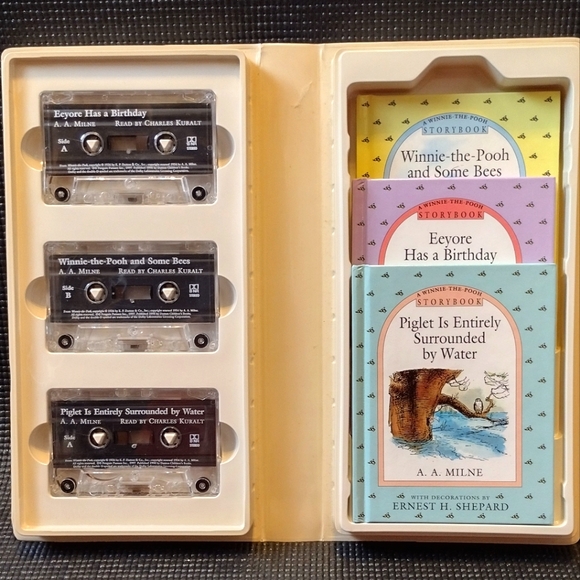 Eeyore Has a Birthday
A. A. Milne Read by Charles Kuralt
Side
A
Winnie-the-Pooh and Some Bees
A. A. Milne Read by Charles Kuralt
Side
B
Piglet Is Entirely Surrounded by Water
A. A. Milne Read by Charles Kuralt
Side
A
A WINNIE-THE-POOH
STORYBOOK
Winnie-the-Pooh
and Some Bees
A WINNIE-THE-POOH
STORYBOOK
Eeyore
Has a Birthday
A WINNIE-THE-POOH
STORYBOOK
Piglet Is Entirely
Surrounded
by Water
A. A. MILNE
WITH DECORATIONS BY
ERNEST H. SHEPARD